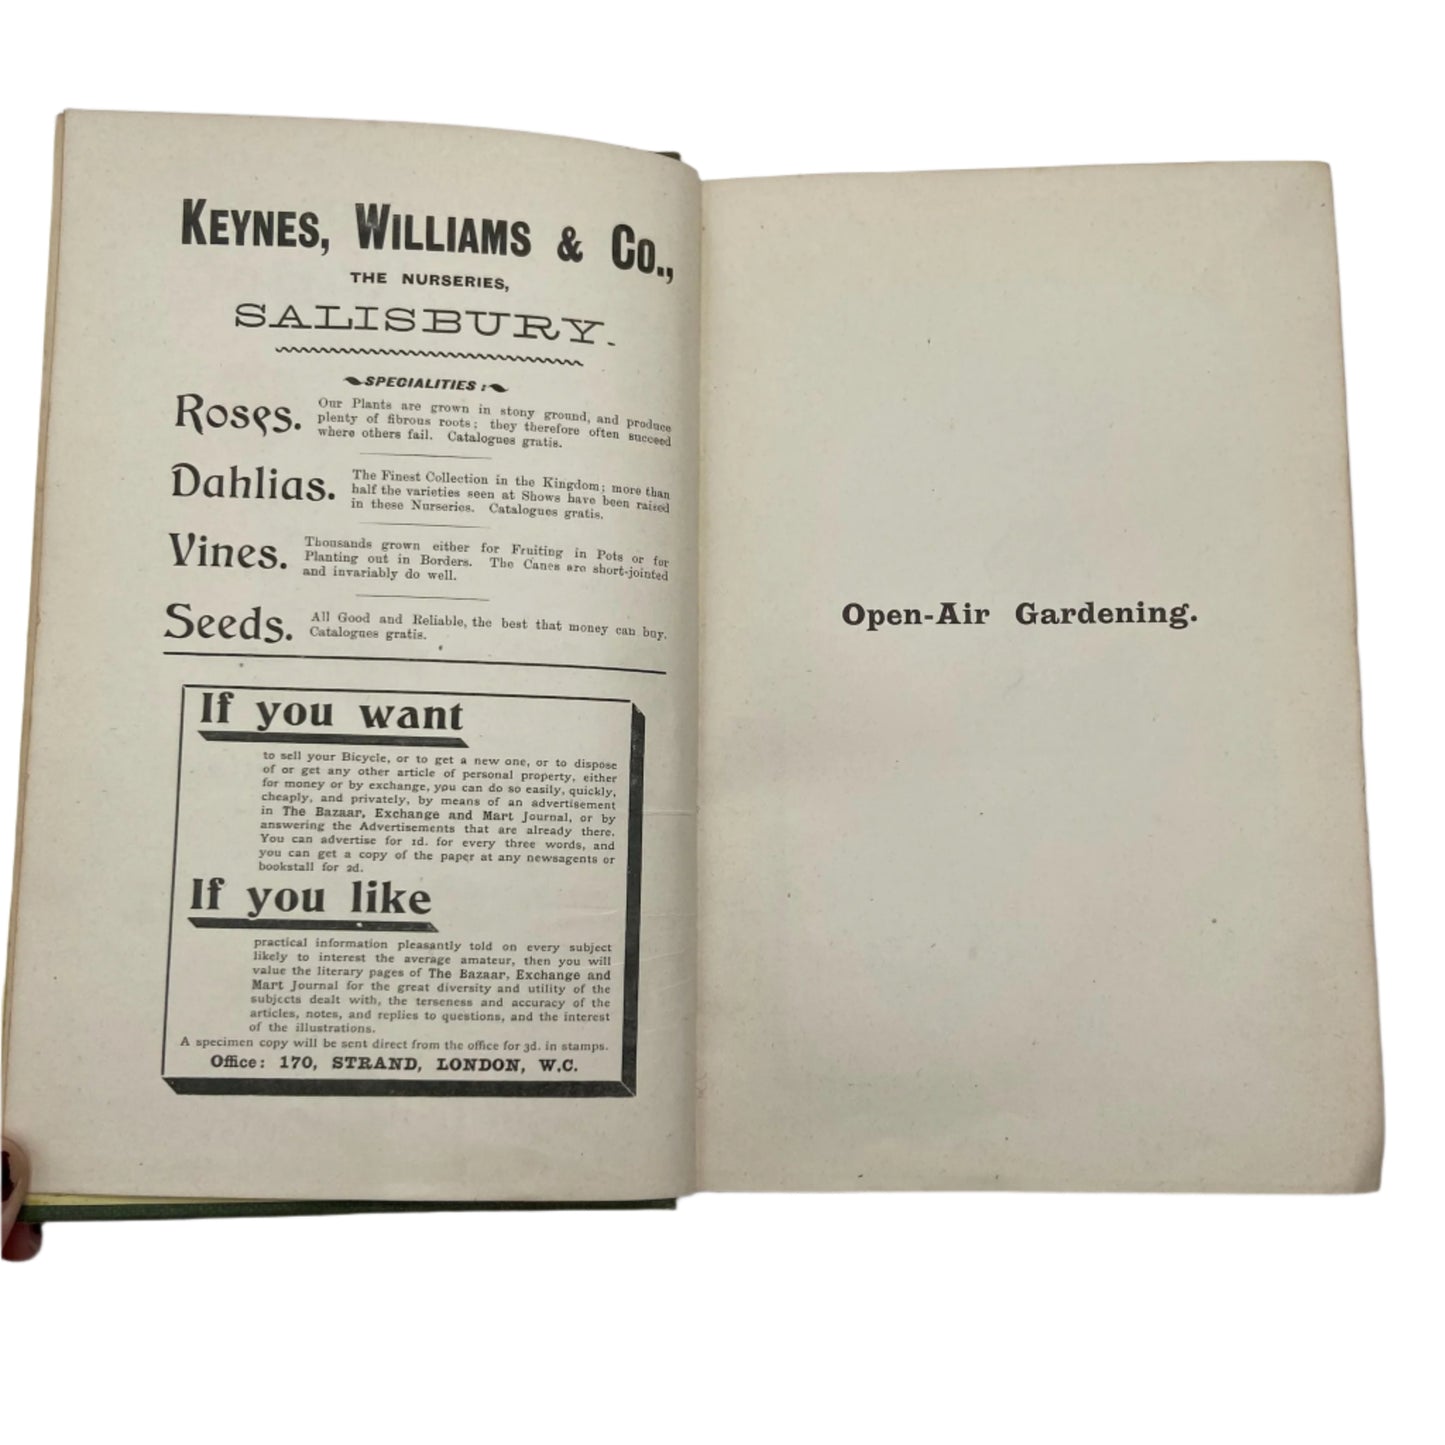 KEYNES, WILLIAMS & Co.,
THE NURSERIES,
SALISBURY.
SPECIALITIES:
Roses. Our Plants are grown in stony ground, and produce
plenty of fibrous roots; they therefore often succeed
where others fail. Catalogues gratis.
Dahlias. The Finest Collection in the Kingdom; more than
half the varieties seen at Shows have been raised
in these Nurseries. Catalogues gratis.
Vines. Thousands grown either for Fruiting in Pots or for
Planting out in Borders. The Canes are short-jointed
and invariably do well.
Seeds. All Good and Reliable, the best that money can buy.
Catalogues gratis.
If you want
to sell your Bicycle, or to get a new one, or to dispose
of or get any other article of personal property, either
for money or by exchange, you can do so easily, quickly,
cheaply, and privately, by means of an advertisement
in The Bazaar, Exchange and Mart Journal, or by
answering the Advertisements that are already there.
You can advertise for 1d. for every three words, and
you can get a copy of the paper at any newsagents or
bookstall for 2d.
If you like
practical information pleasantly told on every subject
likely to interest the average amateur, then you will
value the literary pages of The Bazaar, Exchange and
Mart Journal for the great diversity and utility of the
subjects dealt with, the terseness and accuracy of the
articles, notes, and replies to questions, and the interest
of the illustrations.
A specimen copy will be sent direct from the office for 3d. in stamps.
Office: 170, STRAND, LONDON, W.C.
Open-Air Gardening.